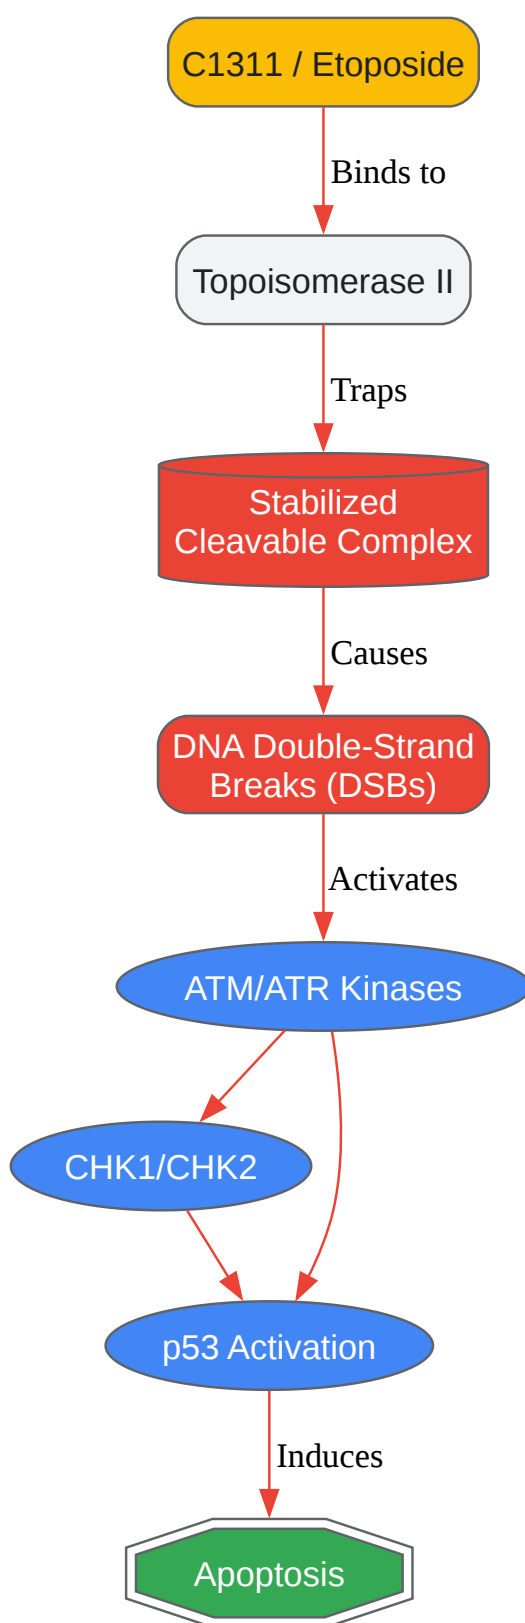 C1311 / Etoposide
Binds to
Topoisomerase II
Traps
Stabilized
Cleavable Complex
Causes
DNA Double-Strand
Breaks (DSBs)
Activates
ATM/ATR Kinases
CHK1/CHK2
p53 Activation
Induces
Apoptosis